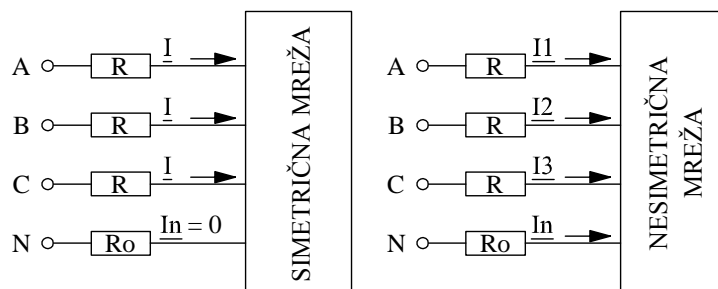 A R I
B R I
C R I
N Ro In = 0
SIMETRIČNA MREŽA
A R I1
B R I2
C R I3
N Ro In
NESIMETRIČNA
MREŽA